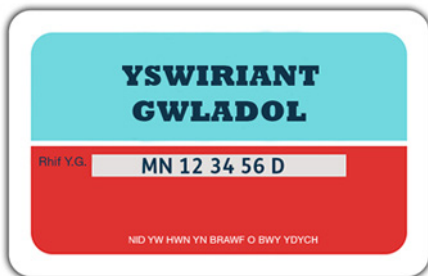 YSWIRIANT
GWLADOL
Rhif Y.G. MN 12 34 56 D
NID YW HWN YN BRAWF O BWY YDYCH